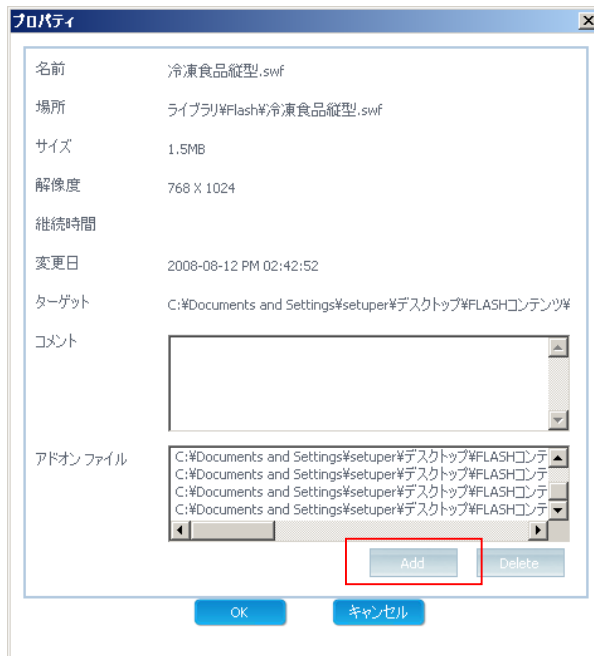 プロパティ
名前 冷凍食品縦型.swf
場所 ライブラリ¥Flash¥冷凍食品縦型.swf
サイズ 1.5MB
解像度 768 X 1024
継続時間
変更日 2008-08-12 PM 02:42:52
ターゲット C:¥Documents and Settings¥setuper¥デスクトップ¥FLASHコンテンツ¥
コメント
アドオン ファイル C:¥Documents and Settings¥setuper¥デスクトップ¥FLASHコンテ
C:¥Documents and Settings¥setuper¥デスクトップ¥FLASHコンテ
C:¥Documents and Settings¥setuper¥デスクトップ¥FLASHコンテ
C:¥Documents and Settings¥setuper¥デスクトップ¥FLASHコンテ
Add Delete
OK キャンセル